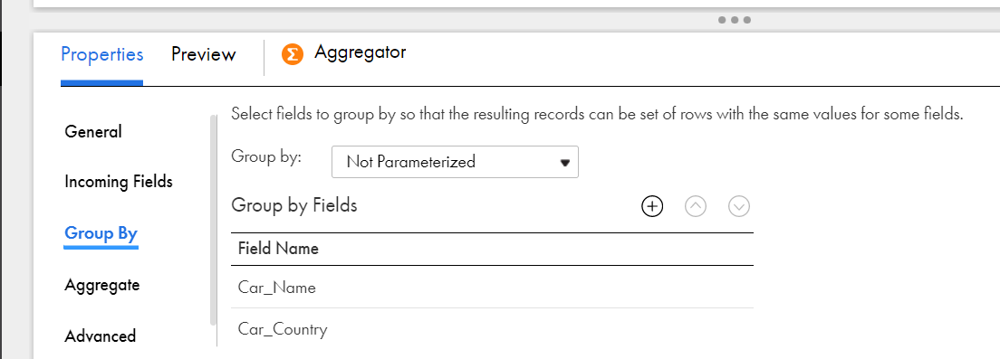 Properties Preview Aggregator
General
Incoming Fields
Group By
Aggregate
Advanced
Select fields to group by so that the resulting records can be set of rows with the same values for some fields.
Group by: Not Parameterized
Group by Fields
Field Name
Car_Name
Car_Country